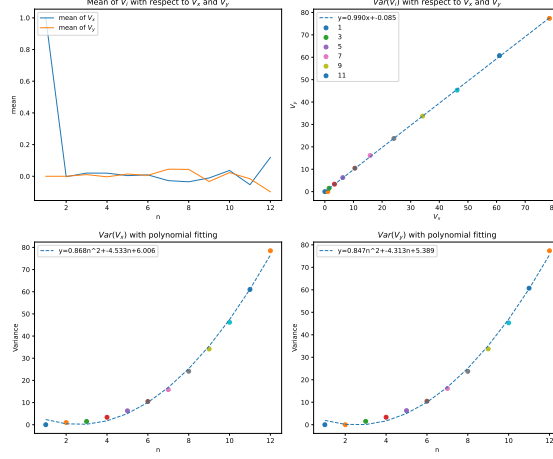 Mean of V_i with respect to V_x and V_y
mean of V_x
mean of V_y
1.0
0.8
0.6
0.4
0.2
0.0
mean
2 4 6 8 10 12
n
Var(V_i) with respect to V_x and V_y
y=0.990x+-0.085
1
3
5
7
9
11
80
70
60
50
40
30
20
10
0
V_y
0 10 20 30 40 50 60 70 80
V_x
Var(V_x) with polynomial fitting
y=0.868n^2+-4.533n+6.006
80
70
60
50
40
30
20
10
0
Variance
2 4 6 8 10 12
n
Var(V_y) with polynomial fitting
y=0.847n^2+-4.313n+5.389
80
70
60
50
40
30
20
10
0
Variance
2 4 6 8 10 12
n